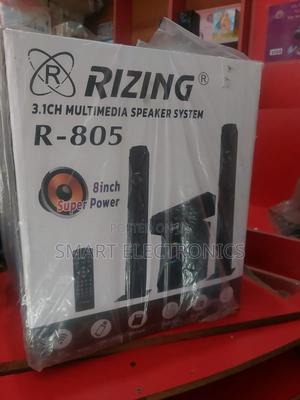 R RIZING®
3.1CH MULTIMEDIA SPEAKER SYSTEM
R-805
8inch
Super Power
SMART ELECTRONICS